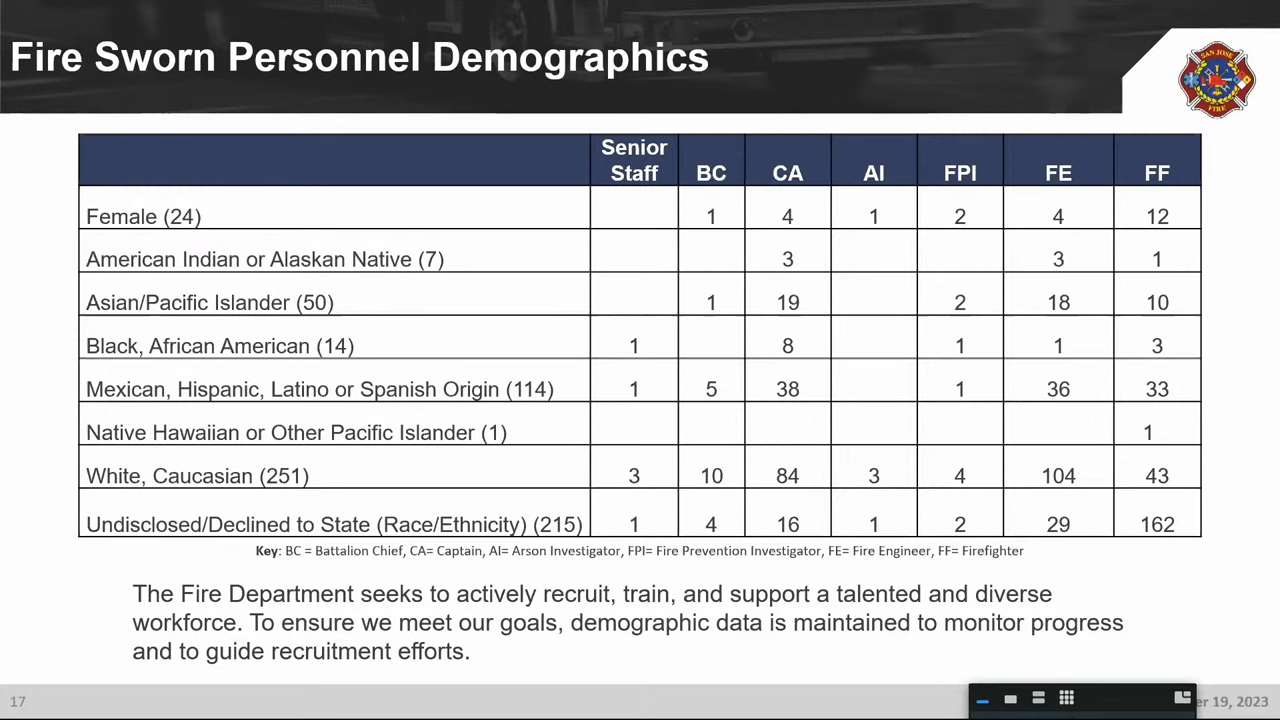 Fire Sworn Personnel Demographics
SAN JOSE
FIRE
Senior Staff BC CA AI FPI FE FF
Female (24) 1 4 1 2 4 12
American Indian or Alaskan Native (7) 3 3 1
Asian/Pacific Islander (50) 1 19 2 18 10
Black, African American (14) 1 8 1 1 3
Mexican, Hispanic, Latino or Spanish Origin (114) 1 5 38 1 36 33
Native Hawaiian or Other Pacific Islander (1) 1
White, Caucasian (251) 3 10 84 3 4 104 43
Undisclosed/Declined to State (Race/Ethnicity) (215) 1 4 16 1 2 29 162
Key: BC = Battalion Chief, CA= Captain, AI= Arson Investigator, FPI= Fire Prevention Investigator, FE= Fire Engineer, FF= Firefighter
The Fire Department seeks to actively recruit, train, and support a talented and diverse
workforce. To ensure we meet our goals, demographic data is maintained to monitor progress
and to guide recruitment efforts.
17
19, 2023